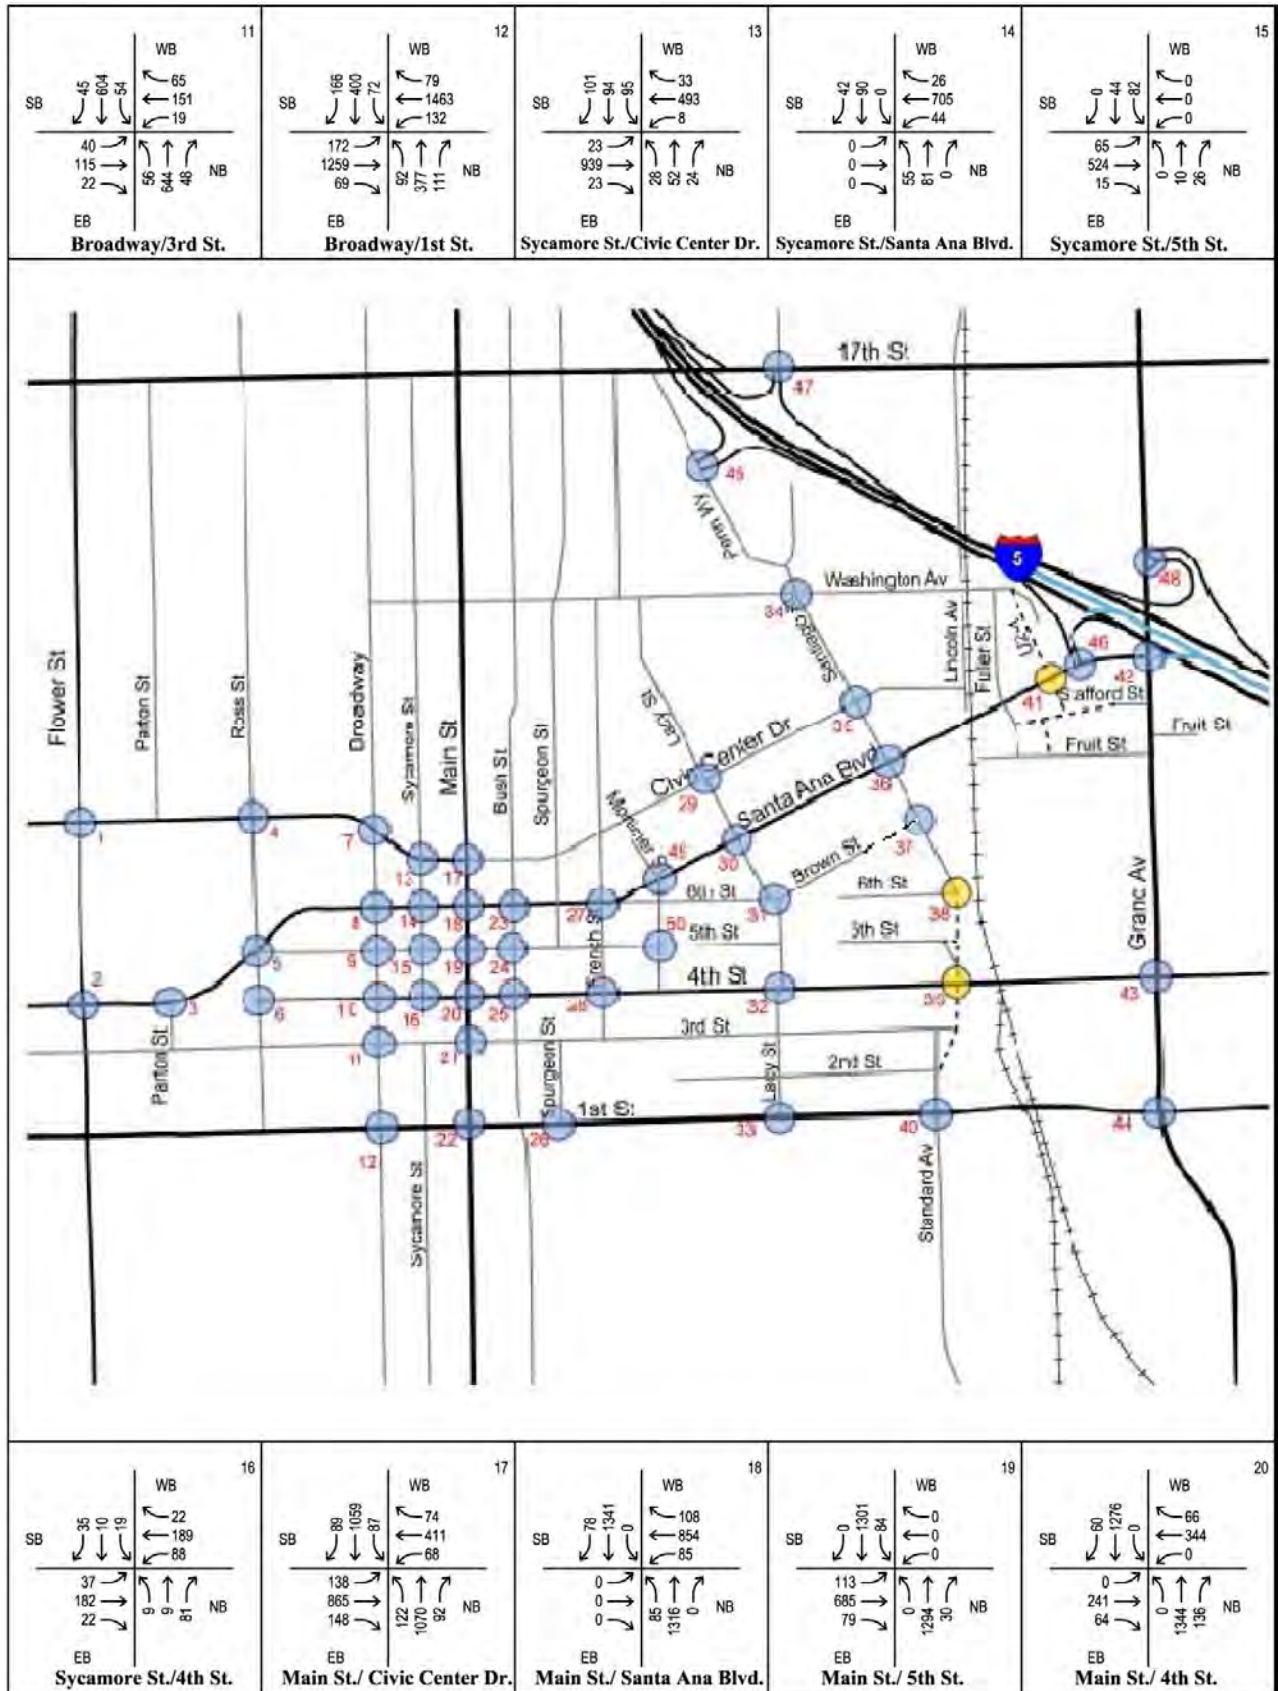 11
WB
SB
45 604 54
65
151
19
40
115
22
56 644 48
NB
EB
Broadway/3rd St.
12
WB
SB
166 400 72
79
1463
132
172
1259
69
92 377 111
NB
EB
Broadway/1st St.
13
WB
SB
101 94 95
33
493
8
23
939
23
28 52 24
NB
EB
Sycamore St./Civic Center Dr.
14
WB
SB
42 90 0
26
705
44
0
0
0
55 81 0
NB
EB
Sycamore St./Santa Ana Blvd.
15
WB
SB
0 44 82
0
0
0
65
524
15
0 10 26
NB
EB
Sycamore St./5th St.
17th St
47
45
Penn Wy
5
48
Washington Av
34
Santiago
Lincoln Av
Fuller St
46
42
41
Stafford St
Fruit St
Fruit St
Flower St
Parton St
Ross St
Broadway
Sycamore St
Main St
Bush St
Spurgeon St
Lacy St
Civic Center Dr
35
Santa Ana Blvd
36
29
Mortimer St
49
30
1
4
7
13
17
Brown St
37
6th St
6th St
38
8
14
18
23
27
French St
31
50
5th St
5th St
Grand Av
5
9
15
19
24
4th St
2
3
6
10
16
20
25
28
32
39
43
3rd St
11
21
Parton St
Spurgeon St
Lacy St
2nd St
1st St
12
22
26
33
40
44
Sycamore St
Standard Av
16
WB
SB
35 10 19
22
189
88
37
182
22
9 9 81
NB
EB
Sycamore St./4th St.
17
WB
SB
89 1059 87
74
411
68
138
865
148
122 1070 92
NB
EB
Main St./ Civic Center Dr.
18
WB
SB
78 1341 0
108
854
85
0
0
0
85 1316 0
NB
EB
Main St./ Santa Ana Blvd.
19
WB
SB
0 1301 84
0
0
0
113
685
79
0 1294 30
NB
EB
Main St./ 5th St.
20
WB
SB
60 1276 0
66
344
0
0
241
64
0 1344 136
NB
EB
Main St./ 4th St.